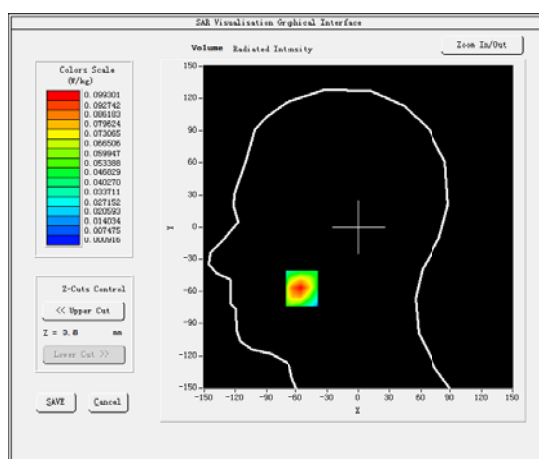 SAR Visualisation Grghical Interface
Volume Radiated Intensity
Zoom In/Out
Colors Scale
(W/kg)
0.099301
0.092742
0.086183
0.079624
0.073065
0.066506
0.059947
0.053388
0.046829
0.040270
0.033711
0.027152
0.020593
0.014034
0.007475
0.000916
Z-Cuts Control
<< Upper Cut
Z = 3.8 mm
Lower Cut >>
SAVE Cancel
150
120
90
60
30
Y 0
-30
-60
-90
-120
-150
-150 -120 -90 -60 -30 0 30 60 90 120 150
X